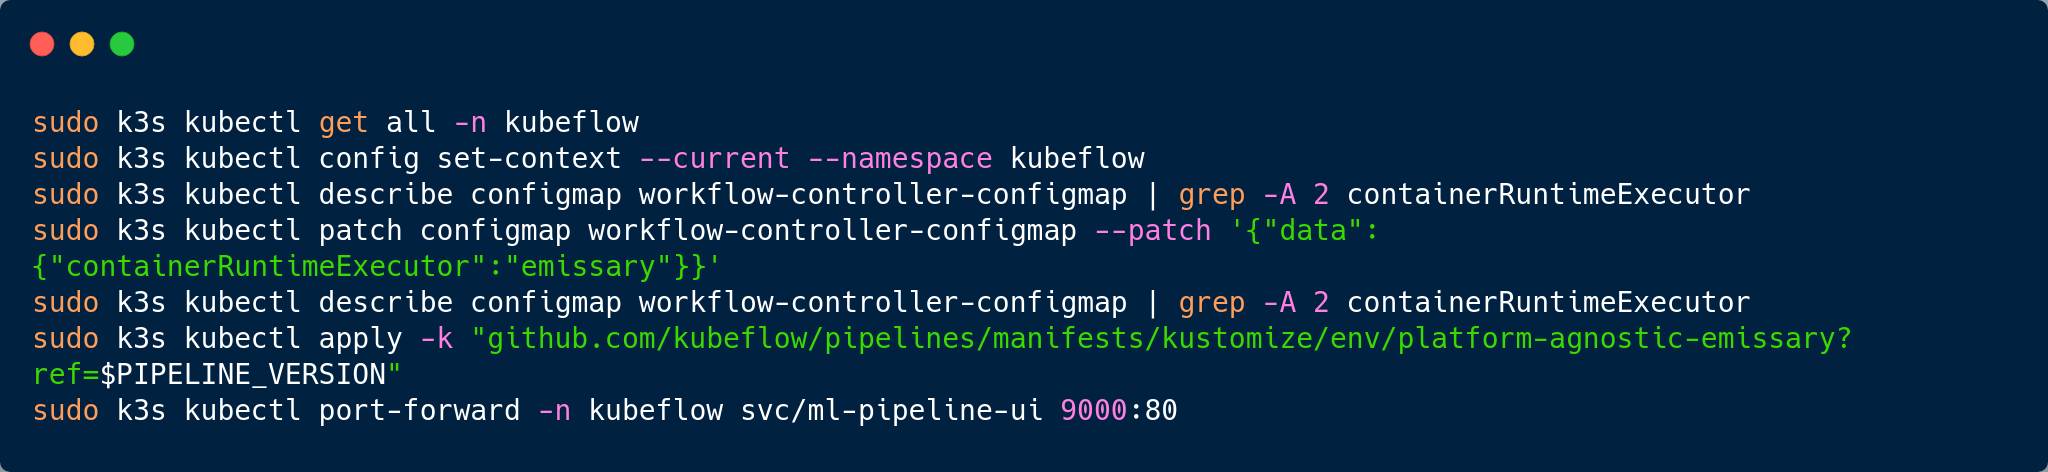 sudo k3s kubectl get all -n kubeflow
sudo k3s kubectl config set-context --current --namespace kubeflow
sudo k3s kubectl describe configmap workflow-controller-configmap | grep -A 2 containerRuntimeExecutor
sudo k3s kubectl patch configmap workflow-controller-configmap --patch '{"data":
{"containerRuntimeExecutor":"emissary"}}'
sudo k3s kubectl describe configmap workflow-controller-configmap | grep -A 2 containerRuntimeExecutor
sudo k3s kubectl apply -k "github.com/kubeflow/pipelines/manifests/kustomize/env/platform-agnostic-emissary?
ref=$PIPELINE_VERSION"
sudo k3s kubectl port-forward -n kubeflow svc/ml-pipeline-ui 9000:80